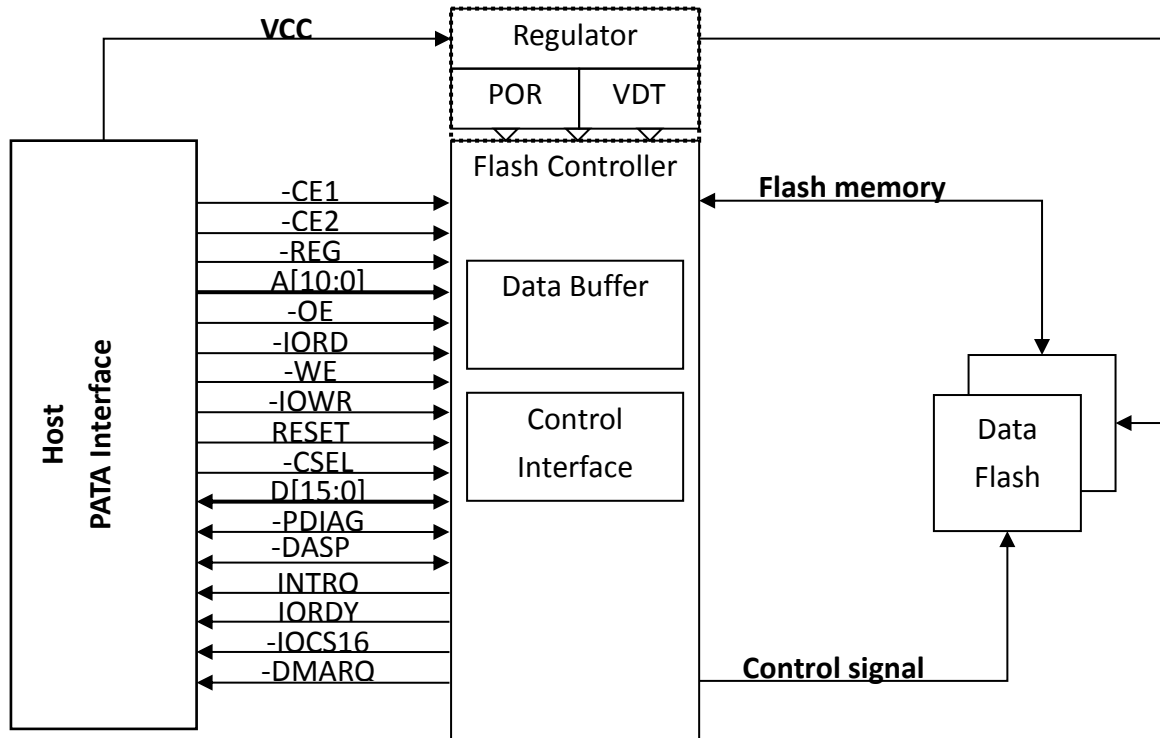 VCC
Regulator
POR
VDT
Flash Controller
Host
PATA Interface
-CE1
-CE2
-REG
A[10:0]
-OE
-IORD
-WE
-IOWR
RESET
-CSEL
D[15:0]
-PDIAG
-DASP
INTRQ
IORDY
-IOCS16
-DMARQ
Data Buffer
Control
Interface
Flash memory
Data
Flash
Control signal